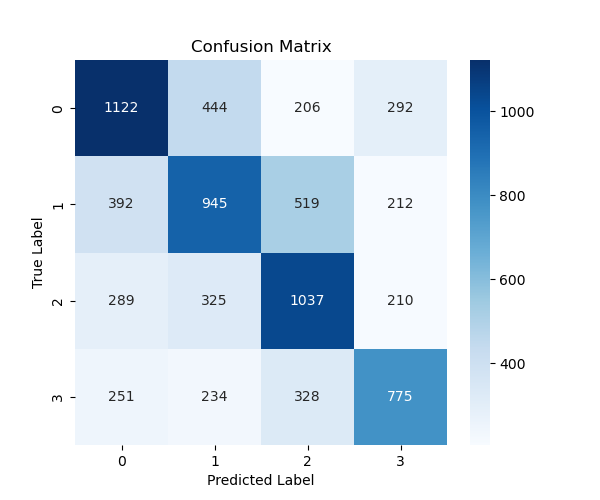 Confusion Matrix
0 1122 444 206 292
1 392 945 519 212
2 289 325 1037 210
3 251 234 328 775
0 1 2 3
Predicted Label
True Label
1000
800
600
400